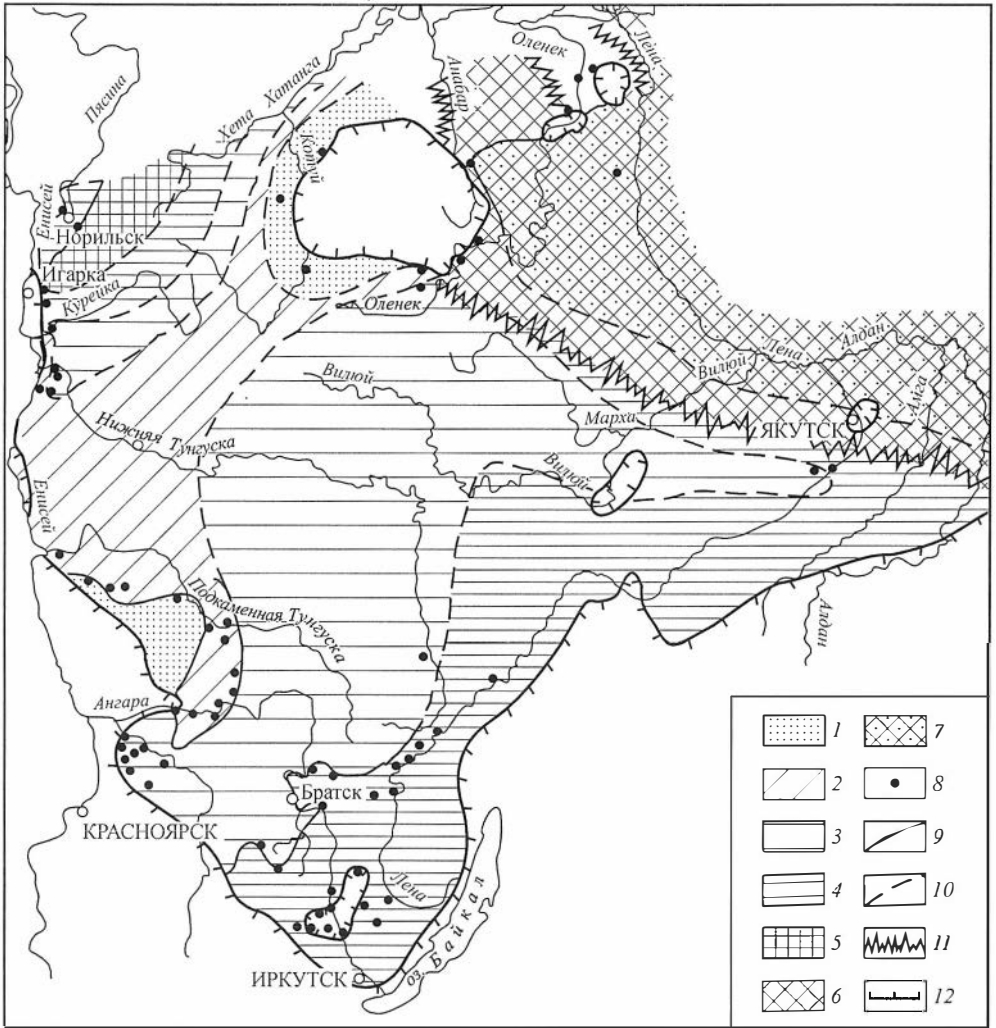 Пясина
Хета
Хатанга
Котуй
Анабар
Оленек
Лена
Енисей
Норильск
Игарка
Курейка
Оленек
Вилюй
Нижняя Тунгуска
Марха
Вилюй
Лена
Алдан
Амга
ЯКУТСК
Вилюй
Енисей
Подкаменная Тунгуска
Алдан
Ангара
Братск
КРАСНОЯРСК
Лена
ИРКУТСК
оз. Байкал
1
7
2
8
3
9
4
10
5
11
6
12